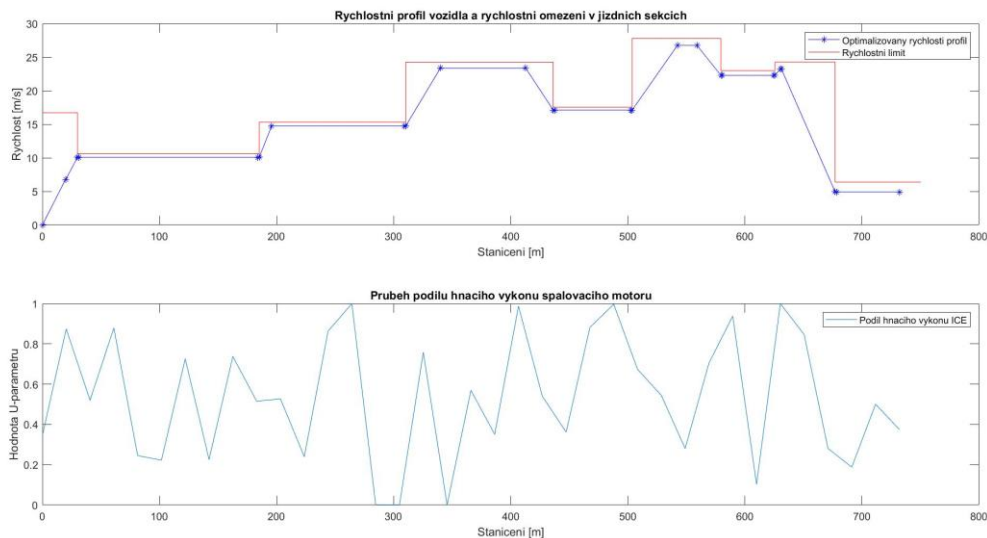 Rychlostni profil vozidla a rychlostni omezeni v jizdnich sekcich
30
25
20
15
10
5
0
Rychlost [m/s]
Optimalizovany rychlosti profil
Rychlostni limit
0 100 200 300 400 500 600 700 800
Staniceni [m]
Prubeh podilu hnaciho vykonu spalovaciho motoru
1
0.8
0.6
0.4
0.2
0
Hodnota U-parametru
Podil hnaciho vykonu ICE
0 100 200 300 400 500 600 700 800
Staniceni [m]